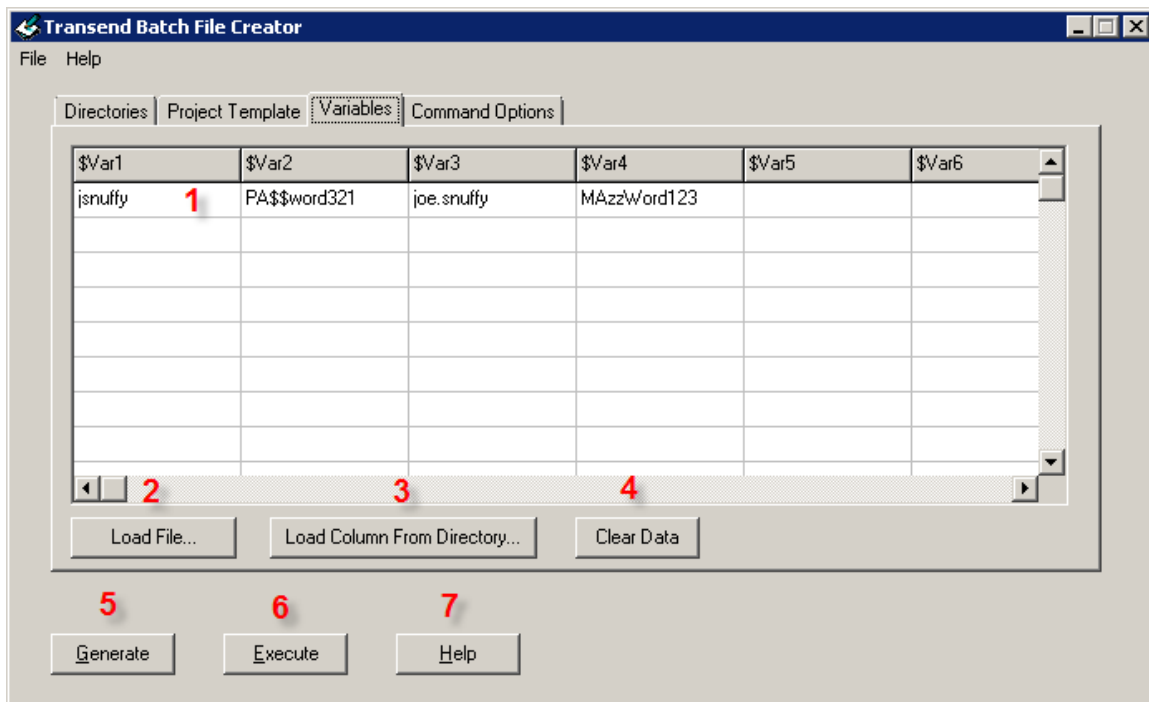 Transend Batch File Creator
File Help
Directories Project Template Variables Command Options
$Var1 $Var2 $Var3 $Var4 $Var5 $Var6
jsnuffy 1 PA$$word321 joe.snuffy MAzzWord123
2 3 4
Load File... Load Column From Directory... Clear Data
5 6 7
Generate Execute Help